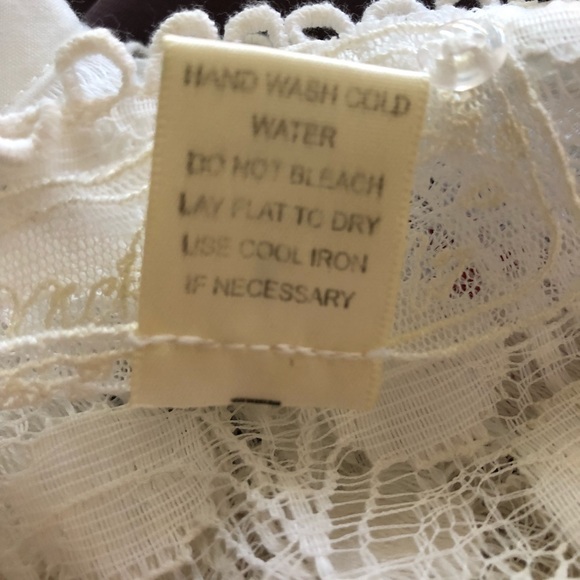 HAND WASH COLD
WATER
DO NOT BLEACH
LAY FLAT TO DRY
USE COOL IRON
IF NECESSARY